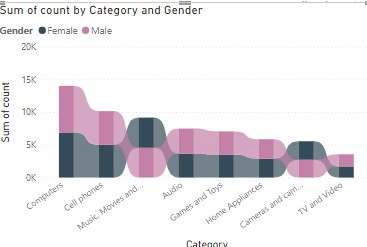 Sum of count by Category and Gender
Gender Female Male
20K
15K
10K
5K
0K
Sum of count
Computers
Cell phones
Music, Movies and...
Audio
Games and Toys
Home Appliances
Cameras and cam...
TV and Video
Category